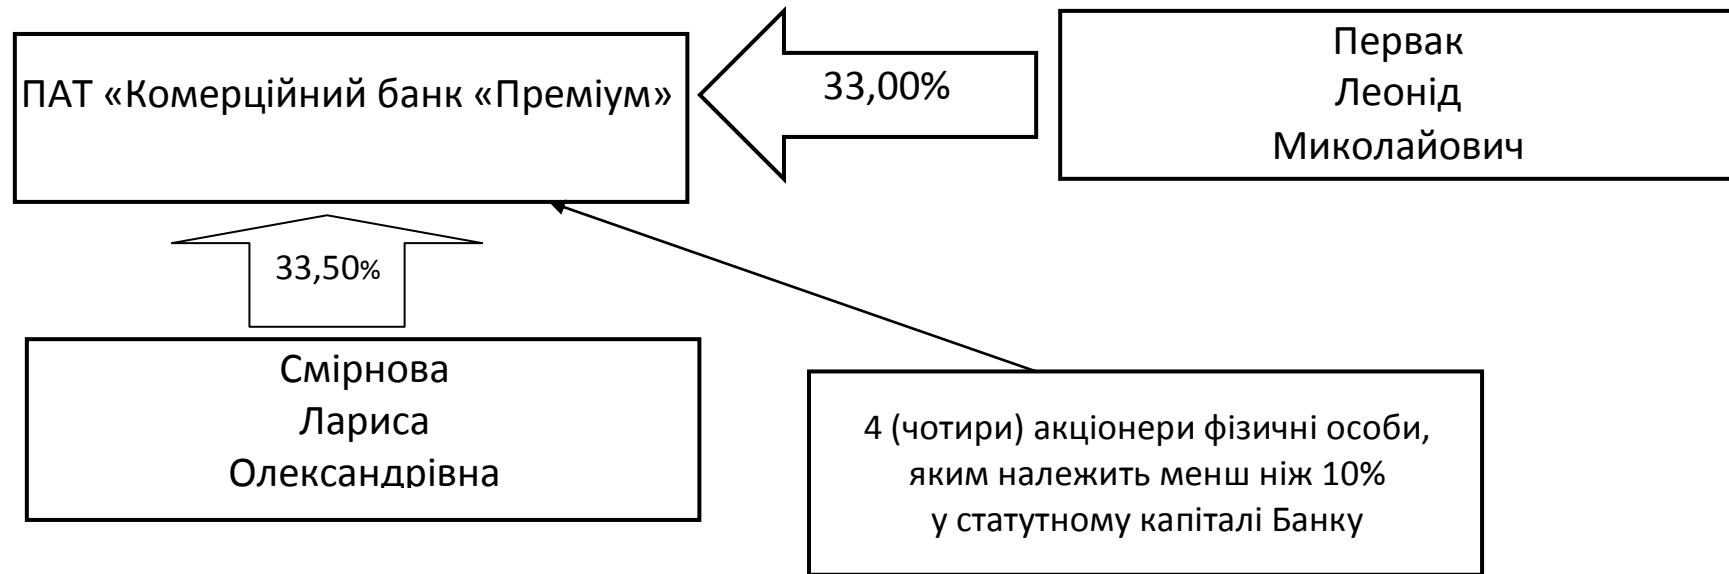 ПАТ «Комерційний банк «Преміум»
33,00%
Первак
Леонід
Миколайович
33,50%
Смірнова
Лариса
Олександрівна
4 (чотири) акціонери фізичні особи,
яким належить менш ніж 10%
у статутному капіталі Банку